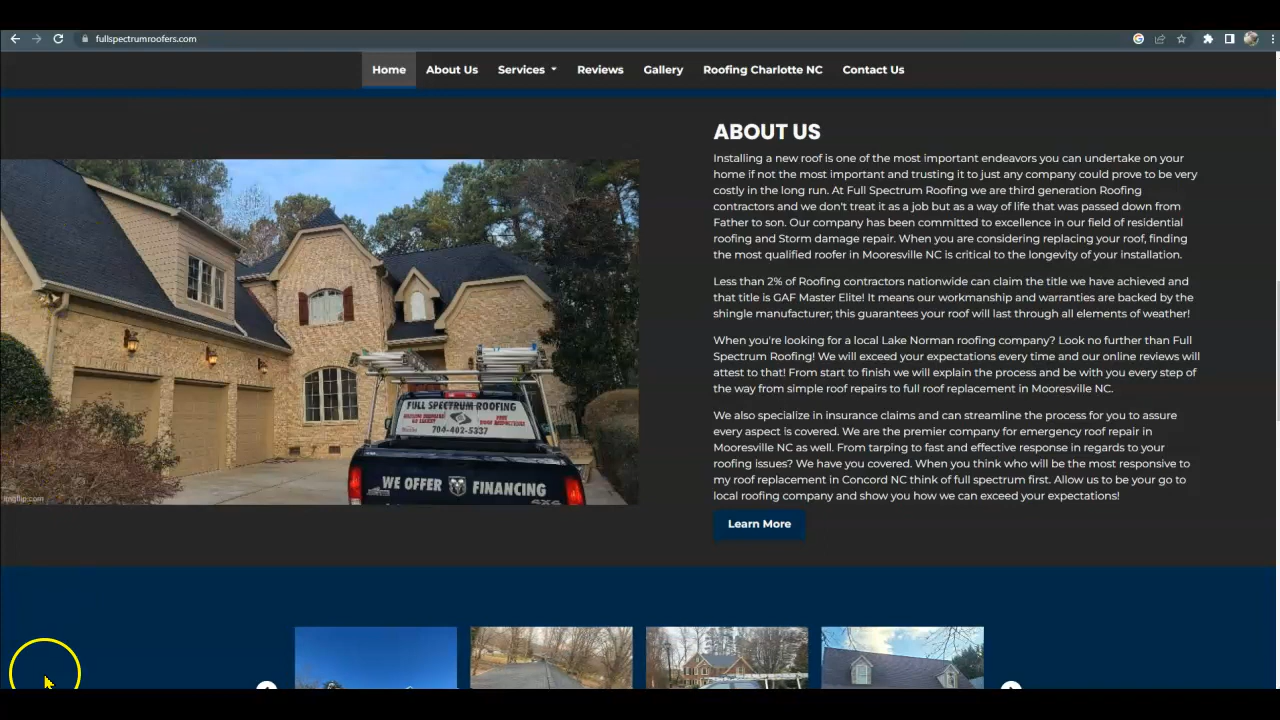 fullspectrumroofers.com
Home About Us Services Reviews Gallery Roofing Charlotte NC Contact Us
ABOUT US
Installing a new roof is one of the most important endeavors you can undertake on your
home if not the most important and trusting it to just any company could prove to be very
costly in the long run. At Full Spectrum Roofing we are third generation Roofing
contractors and we don't treat it as a job but as a way of life that was passed down from
Father to son. Our company has been committed to excellence in our field of residential
roofing and Storm damage repair. When you are considering replacing your roof, finding
the most qualified roofer in Mooresville NC is critical to the longevity of your installation.
Less than 2% of Roofing contractors nationwide can claim the title we have achieved and
that title is GAF Master Elite! It means our workmanship and warranties are backed by the
shingle manufacturer; this guarantees your roof will last through all elements of weather!
When you're looking for a local Lake Norman roofing company? Look no further than Full
Spectrum Roofing! We will exceed your expectations every time and our online reviews will
attest to that! From start to finish we will explain the process and be with you every step of
the way from simple roof repairs to full roof replacement in Mooresville NC.
We also specialize in insurance claims and can streamline the process for you to assure
every aspect is covered. We are the premier company for emergency roof repair in
Mooresville NC as well. From tarping to fast and effective response in regards to your
roofing issues? We have you covered. When you think who will be the most responsive to
my roof replacement in Concord NC think of full spectrum first. Allow us to be your go to
local roofing company and show you how we can exceed your expectations!
Learn More
FULL SPECTRUM ROOFING
704-402-5337
WE OFFER FINANCING
4X4
imgflip.com